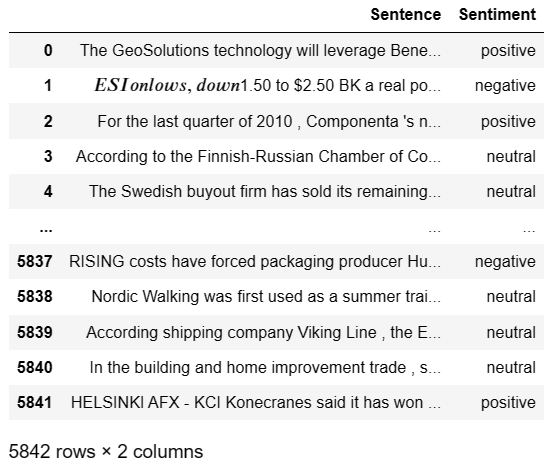 Sentence Sentiment
0 The GeoSolutions technology will leverage Bene... positive
1 ESIonlows, down1.50 to $2.50 BK a real po... negative
2 For the last quarter of 2010 , Componenta 's n... positive
3 According to the Finnish-Russian Chamber of Co... neutral
4 The Swedish buyout firm has sold its remaining... neutral
... ... ...
5837 RISING costs have forced packaging producer Hu... negative
5838 Nordic Walking was first used as a summer trai... neutral
5839 According shipping company Viking Line , the E... neutral
5840 In the building and home improvement trade , s... neutral
5841 HELSINKI AFX - KCI Konecranes said it has won ... positive
5842 rows × 2 columns